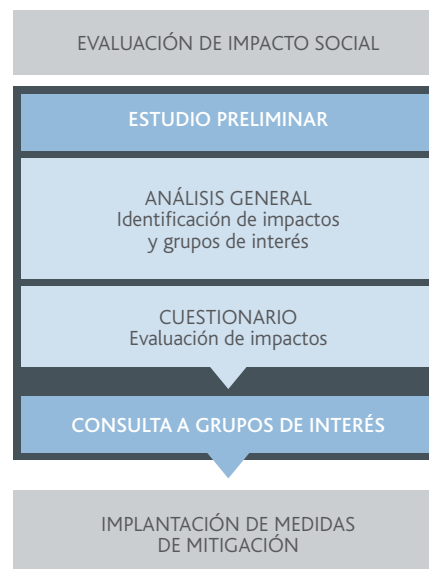 EVALUACIÓN DE IMPACTO SOCIAL
ESTUDIO PRELIMINAR
ANÁLISIS GENERAL
Identificación de impactos
y grupos de interés
CUESTIONARIO
Evaluación de impactos
CONSULTA A GRUPOS DE INTERÉS
IMPLANTACIÓN DE MEDIDAS
DE MITIGACIÓN